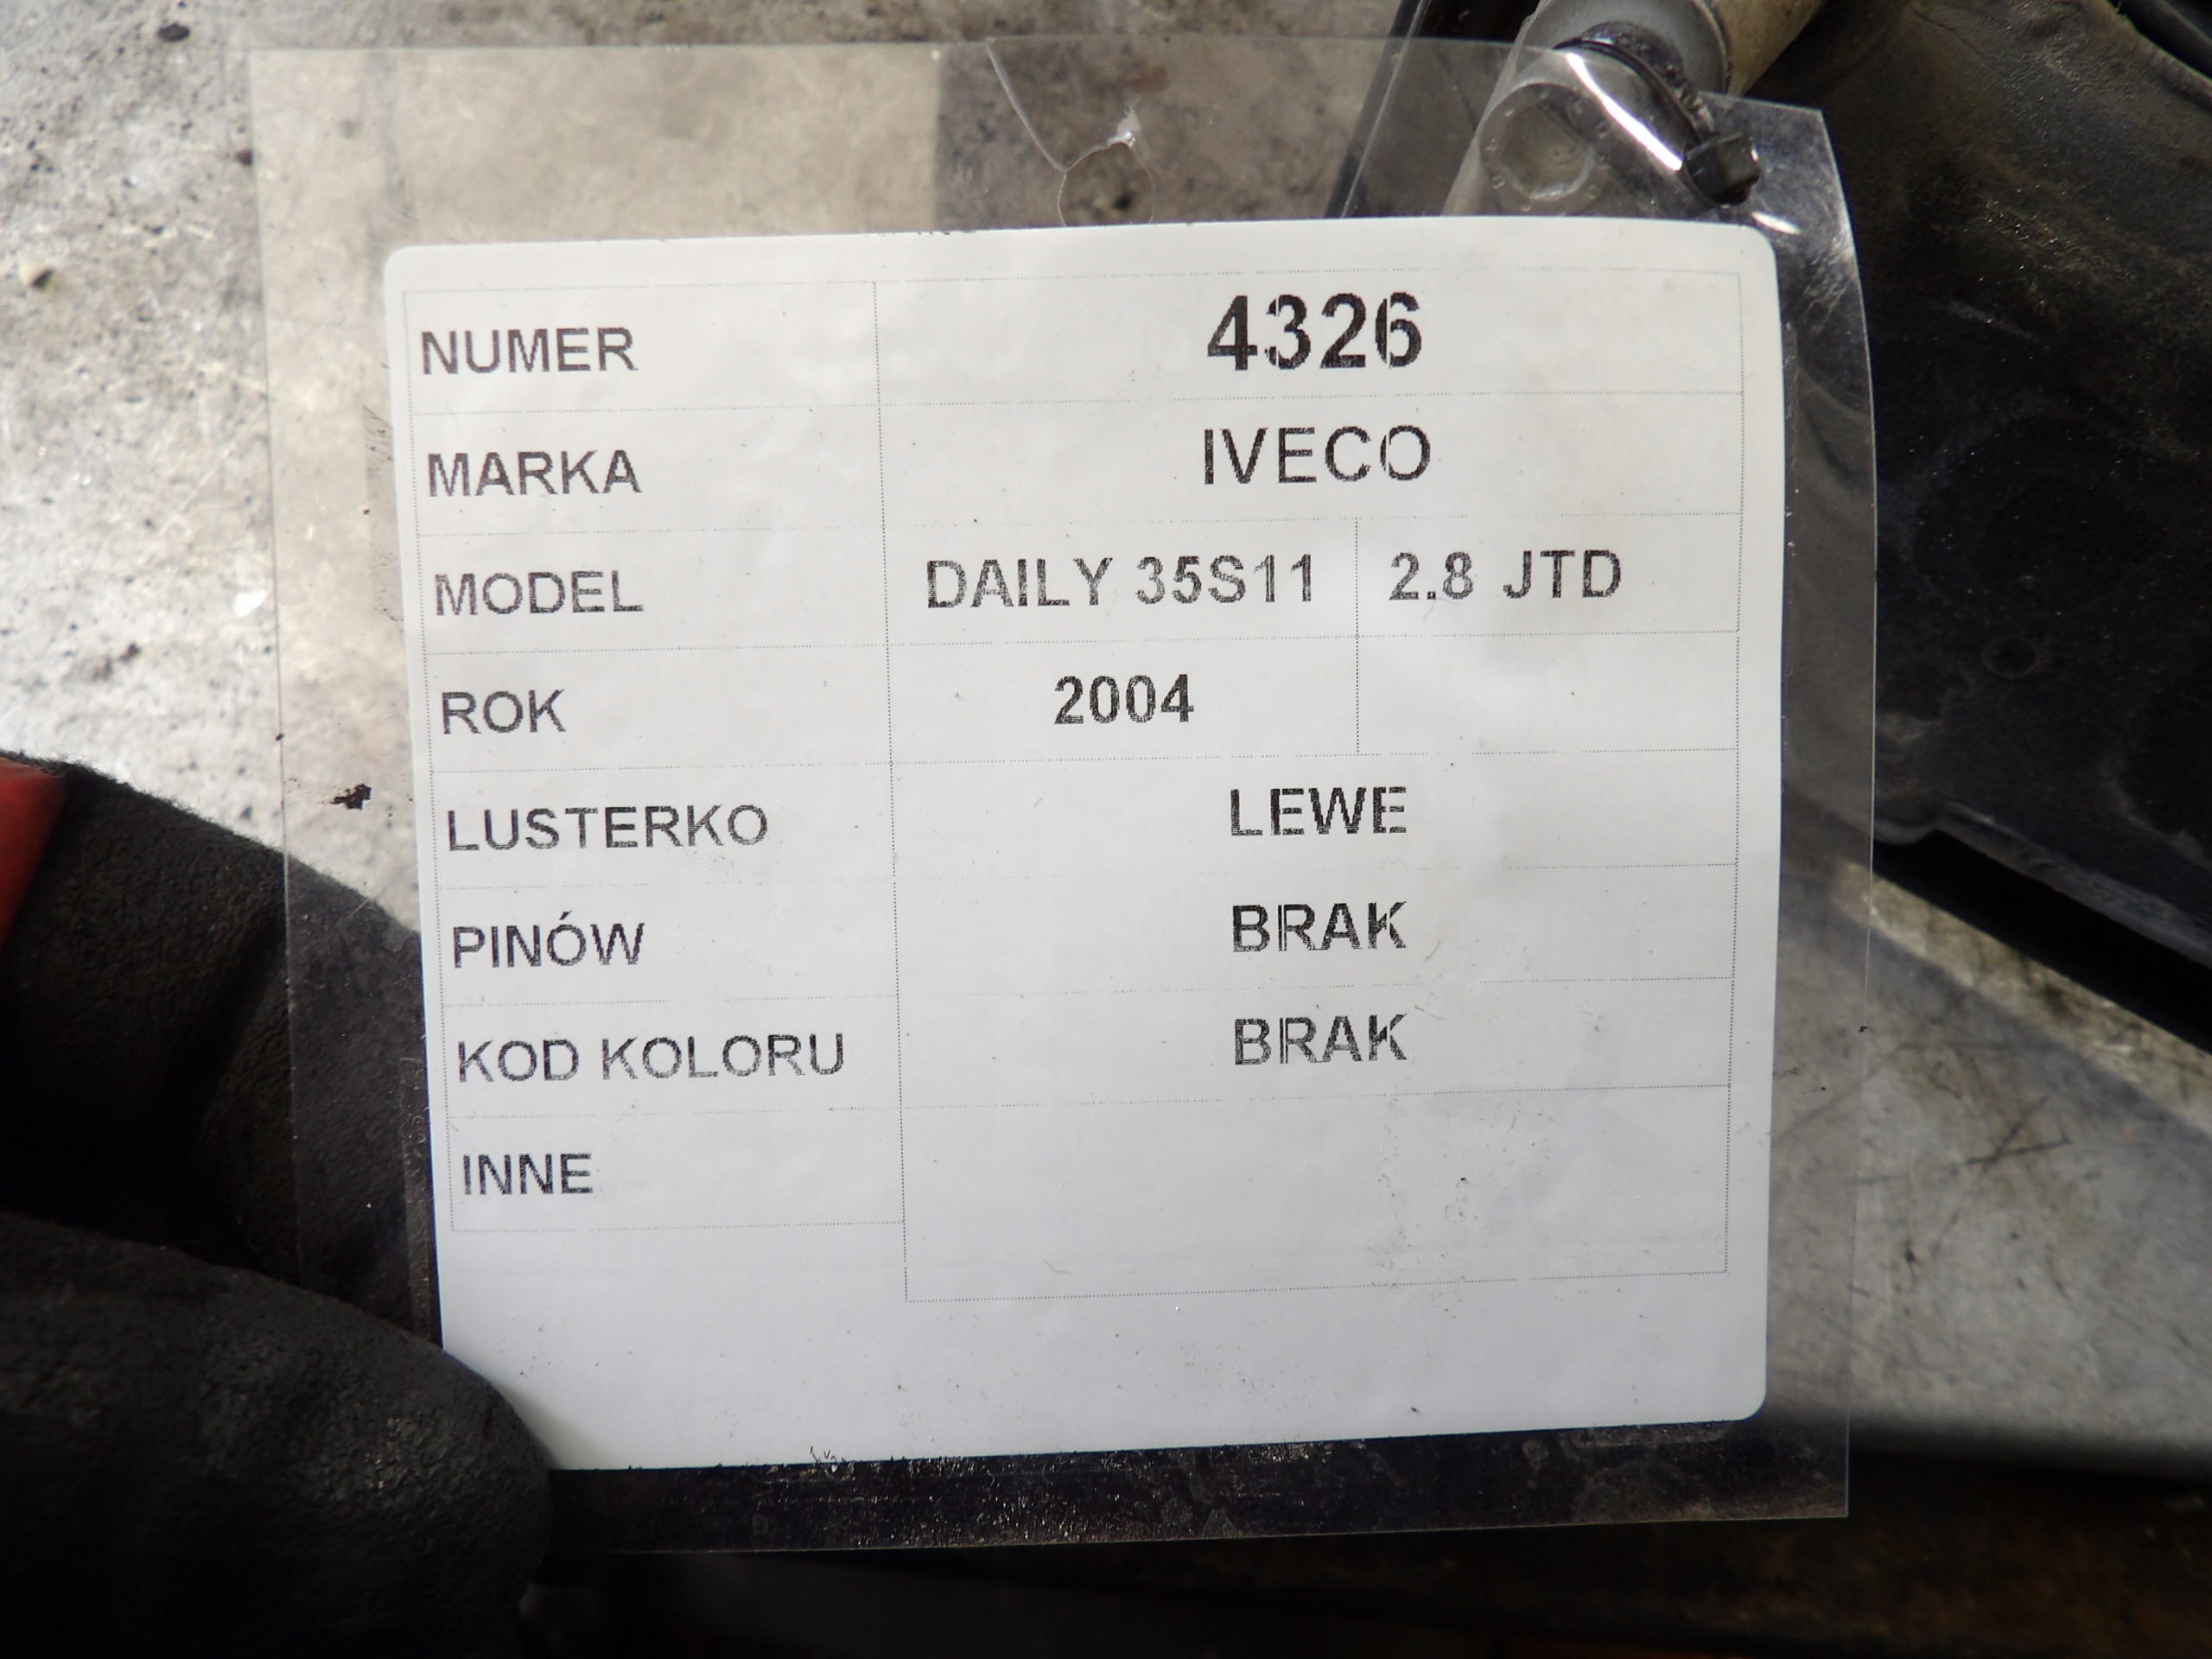 NUMER 4326
MARKA IVECO
MODEL DAILY 35S11 2.8 JTD
ROK 2004
LUSTERKO LEWE
PINÓW BRAK
KOD KOLORU BRAK
INNE